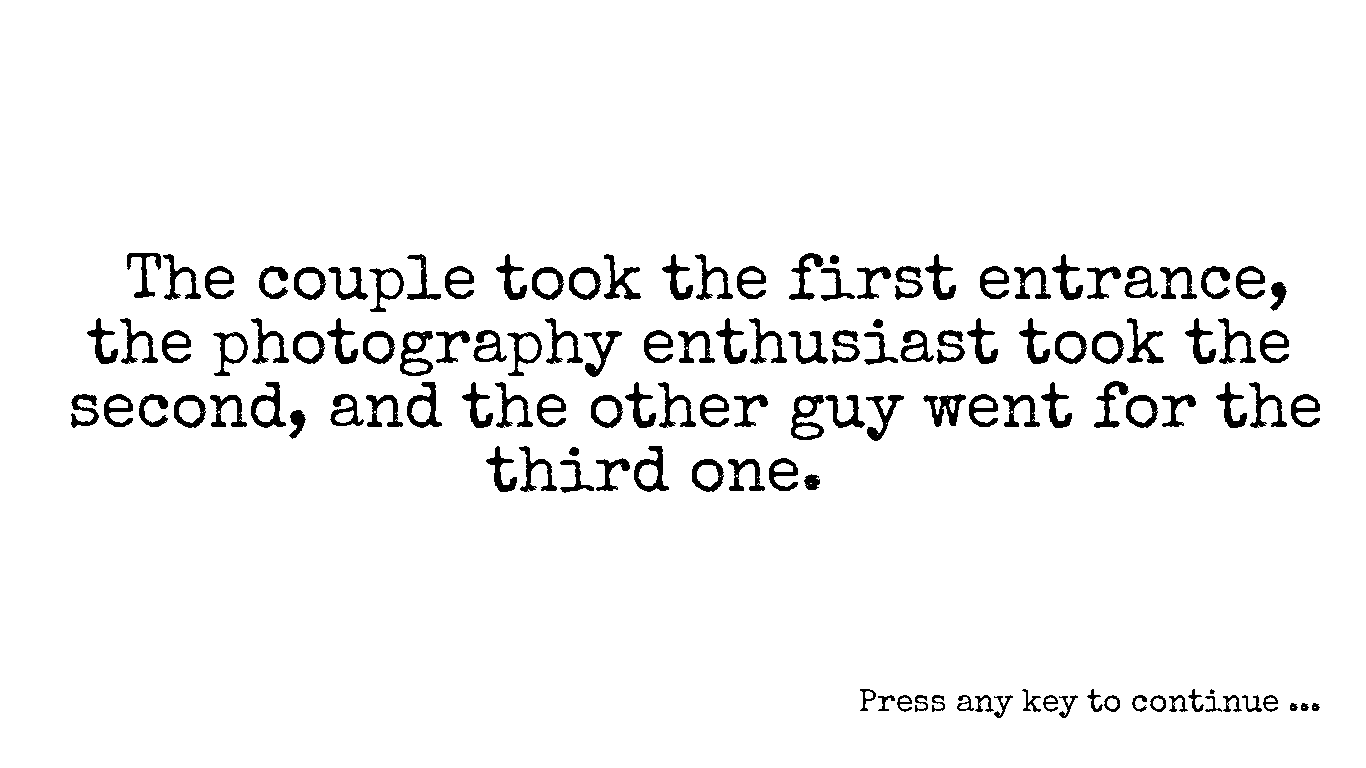 The couple took the first entrance,
the photography enthusiast took the
second, and the other guy went for the
third one.
Press any key to continue ...